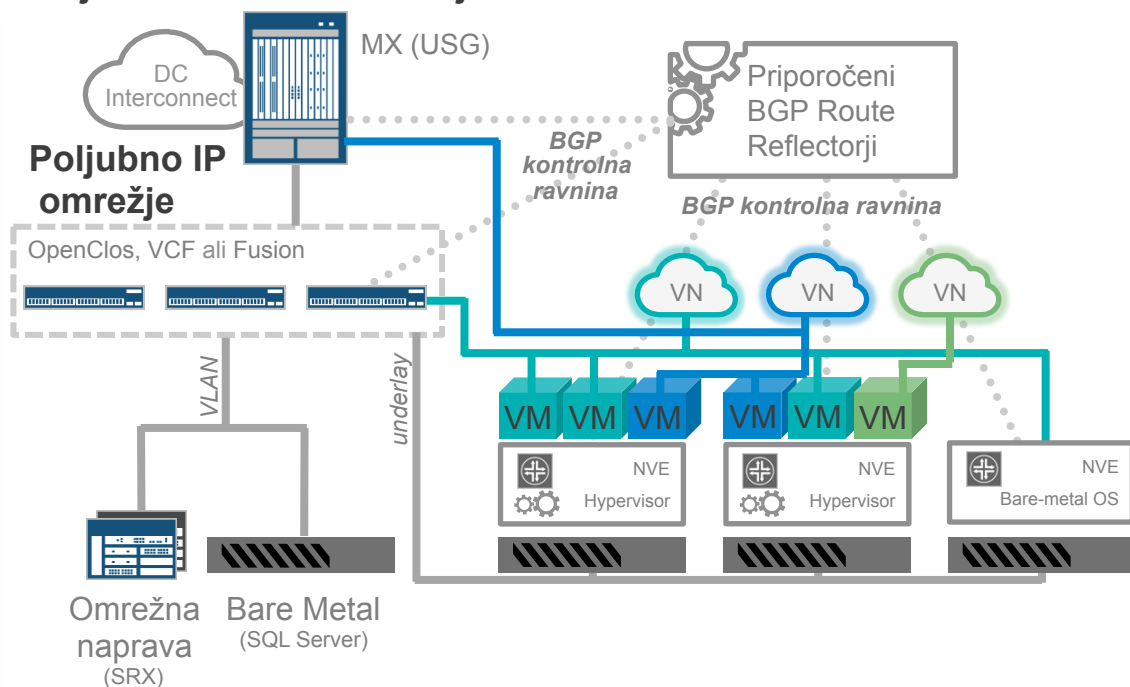 MX (USG)
DC
Interconnect
Priporočeni
BGP Route
Reflectorji
BGP
kontrolna
ravnina
Poljubno IP
omrežje
BGP kontrolna ravnina
OpenClos, VCF ali Fusion
VN
VN
VN
VLAN
underlay
VM
VM
VM
VM
VM
VM
NVE
Hypervisor
NVE
Hypervisor
NVE
Bare-metal OS
Omrežna
naprava
(SRX)
Bare Metal
(SQL Server)